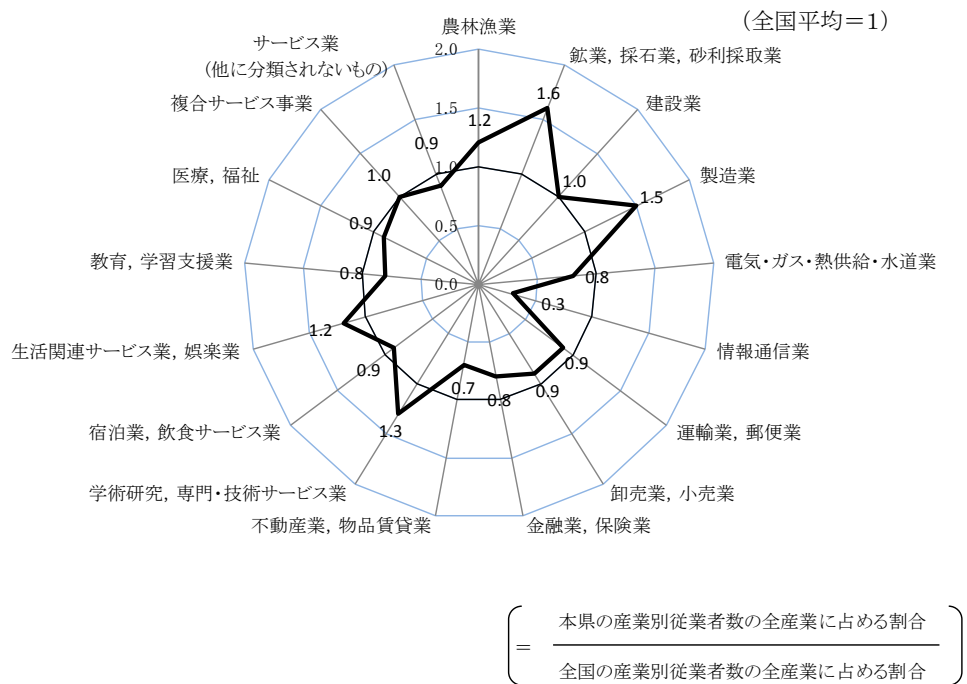 （全国平均＝1）
農林漁業
鉱業, 採石業, 砂利採取業
建設業
製造業
電気・ガス・熱供給・水道業
情報通信業
運輸業, 郵便業
卸売業, 小売業
金融業, 保険業
不動産業, 物品賃貸業
学術研究, 専門・技術サービス業
宿泊業, 飲食サービス業
生活関連サービス業, 娯楽業
教育, 学習支援業
医療, 福祉
複合サービス事業
サービス業
（他に分類されないもの）
2.0
1.5
1.0
0.5
0.0
1.2
1.6
1.0
1.5
0.8
0.3
0.9
0.9
0.8
0.7
1.3
0.9
1.2
0.8
0.9
1.0
0.9
本県の産業別従業者数の全産業に占める割合
＝
全国の産業別従業者数の全産業に占める割合